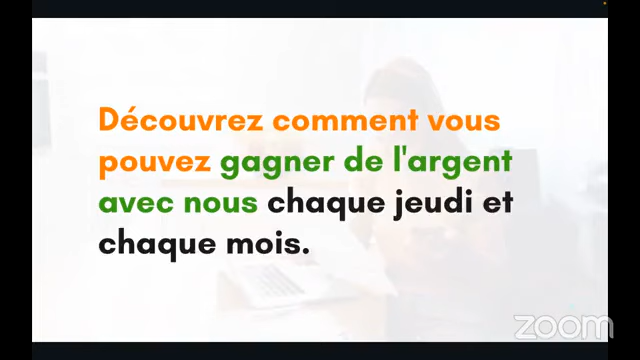 Découvrez comment vous
pouvez gagner de l'argent
avec nous chaque jeudi et
chaque mois.
zoom